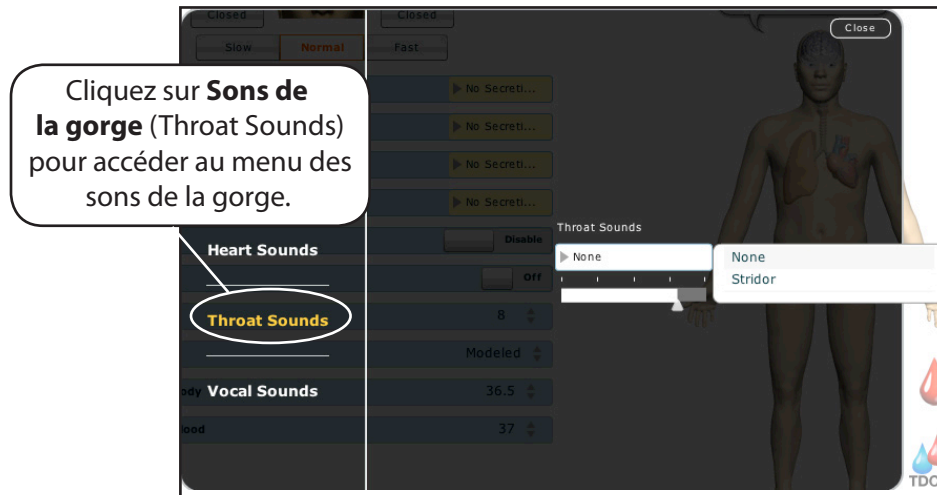 Closed
Closed
Close
Slow
Normal
Fast
Cliquez sur Sons de
la gorge (Throat Sounds)
pour accéder au menu des
sons de la gorge.
No Secreti...
No Secreti...
No Secreti...
No Secreti...
Throat Sounds
Heart Sounds
Disable
None
None
Off
Stridor
Throat Sounds
8
Modeled
ody
Vocal Sounds
36.5
lood
37